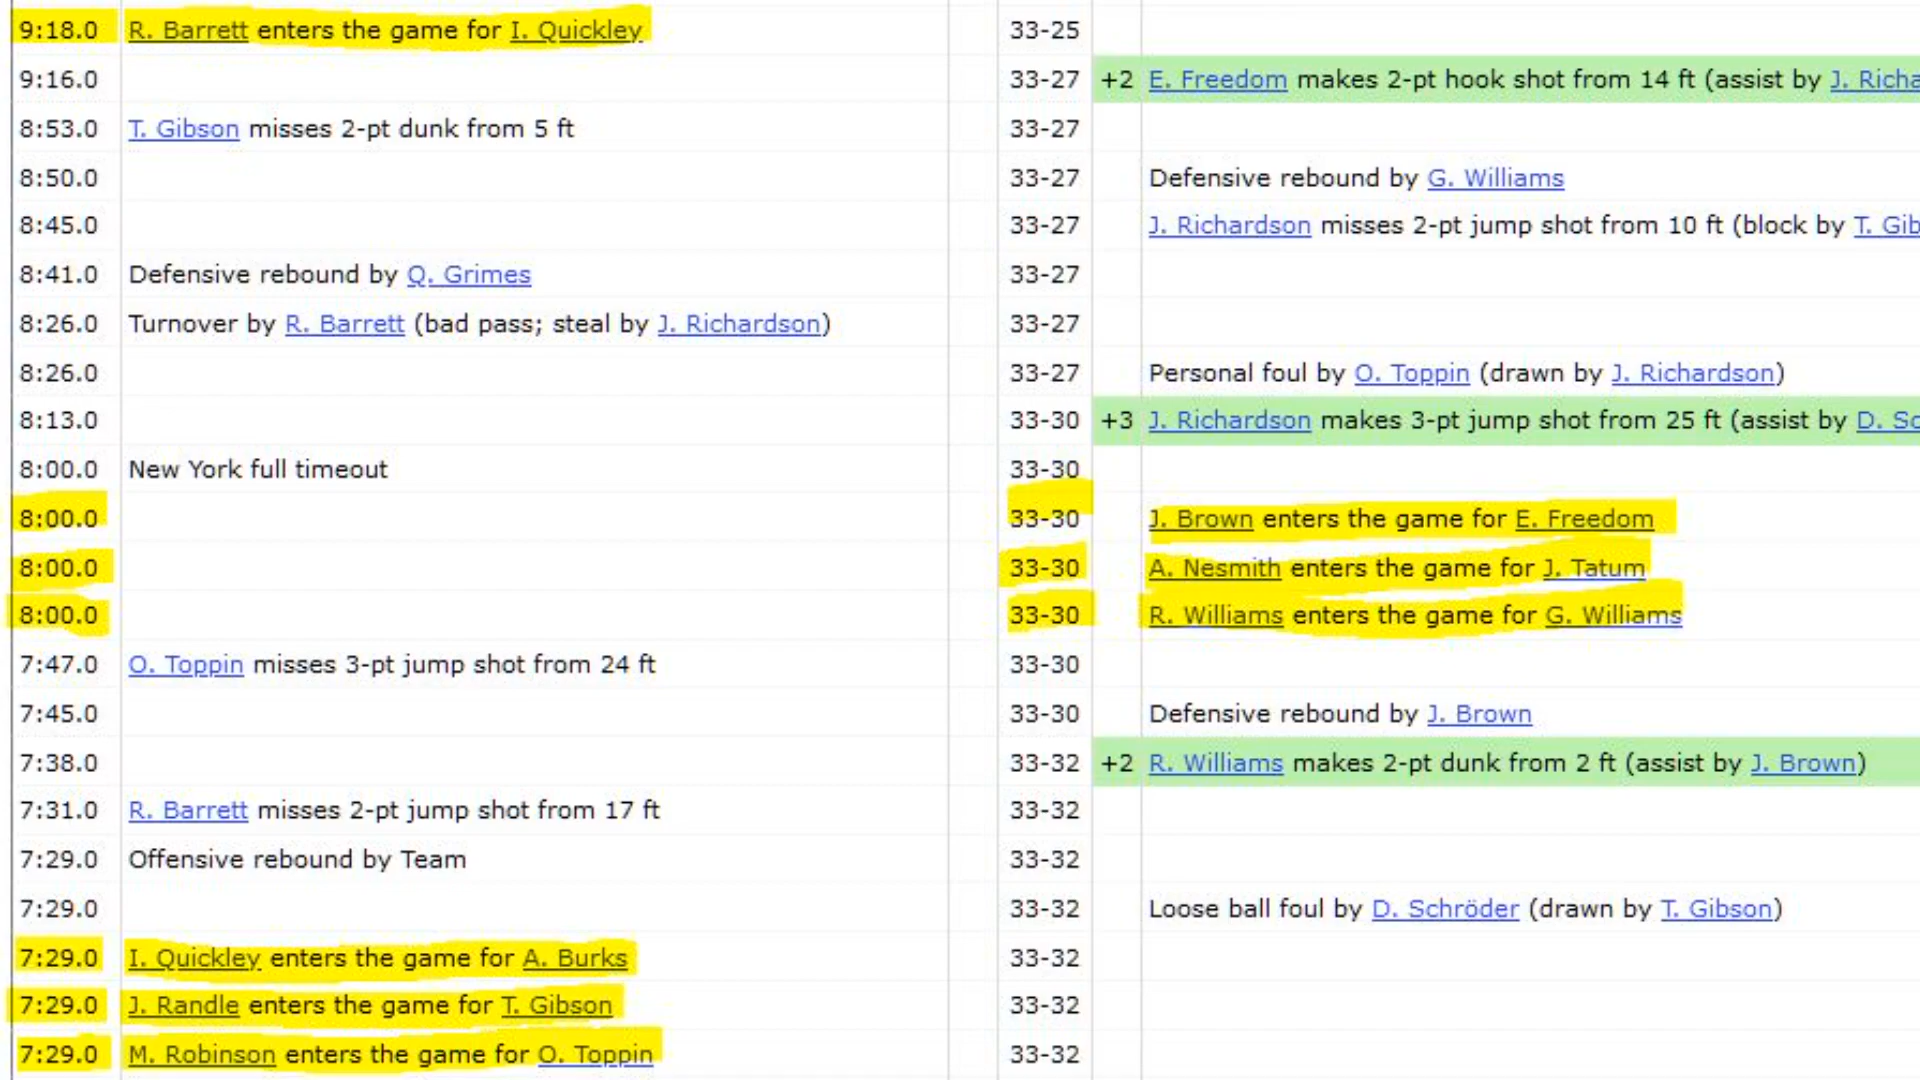 9:18.0 R. Barrett enters the game for I. Quickley 33-25
9:16.0 33-27 +2 E. Freedom makes 2-pt hook shot from 14 ft (assist by J. Richa
8:53.0 T. Gibson misses 2-pt dunk from 5 ft 33-27
8:50.0 33-27 Defensive rebound by G. Williams
8:45.0 33-27 J. Richardson misses 2-pt jump shot from 10 ft (block by T. Gib
8:41.0 Defensive rebound by Q. Grimes 33-27
8:26.0 Turnover by R. Barrett (bad pass; steal by J. Richardson) 33-27
8:26.0 33-27 Personal foul by O. Toppin (drawn by J. Richardson)
8:13.0 33-30 +3 J. Richardson makes 3-pt jump shot from 25 ft (assist by D. Sc
8:00.0 New York full timeout 33-30
8:00.0 33-30 J. Brown enters the game for E. Freedom
8:00.0 33-30 A. Nesmith enters the game for J. Tatum
8:00.0 33-30 R. Williams enters the game for G. Williams
7:47.0 O. Toppin misses 3-pt jump shot from 24 ft 33-30
7:45.0 33-30 Defensive rebound by J. Brown
7:38.0 33-32 +2 R. Williams makes 2-pt dunk from 2 ft (assist by J. Brown)
7:31.0 R. Barrett misses 2-pt jump shot from 17 ft 33-32
7:29.0 Offensive rebound by Team 33-32
7:29.0 33-32 Loose ball foul by D. Schröder (drawn by T. Gibson)
7:29.0 I. Quickley enters the game for A. Burks 33-32
7:29.0 J. Randle enters the game for T. Gibson 33-32
7:29.0 M. Robinson enters the game for O. Toppin 33-32